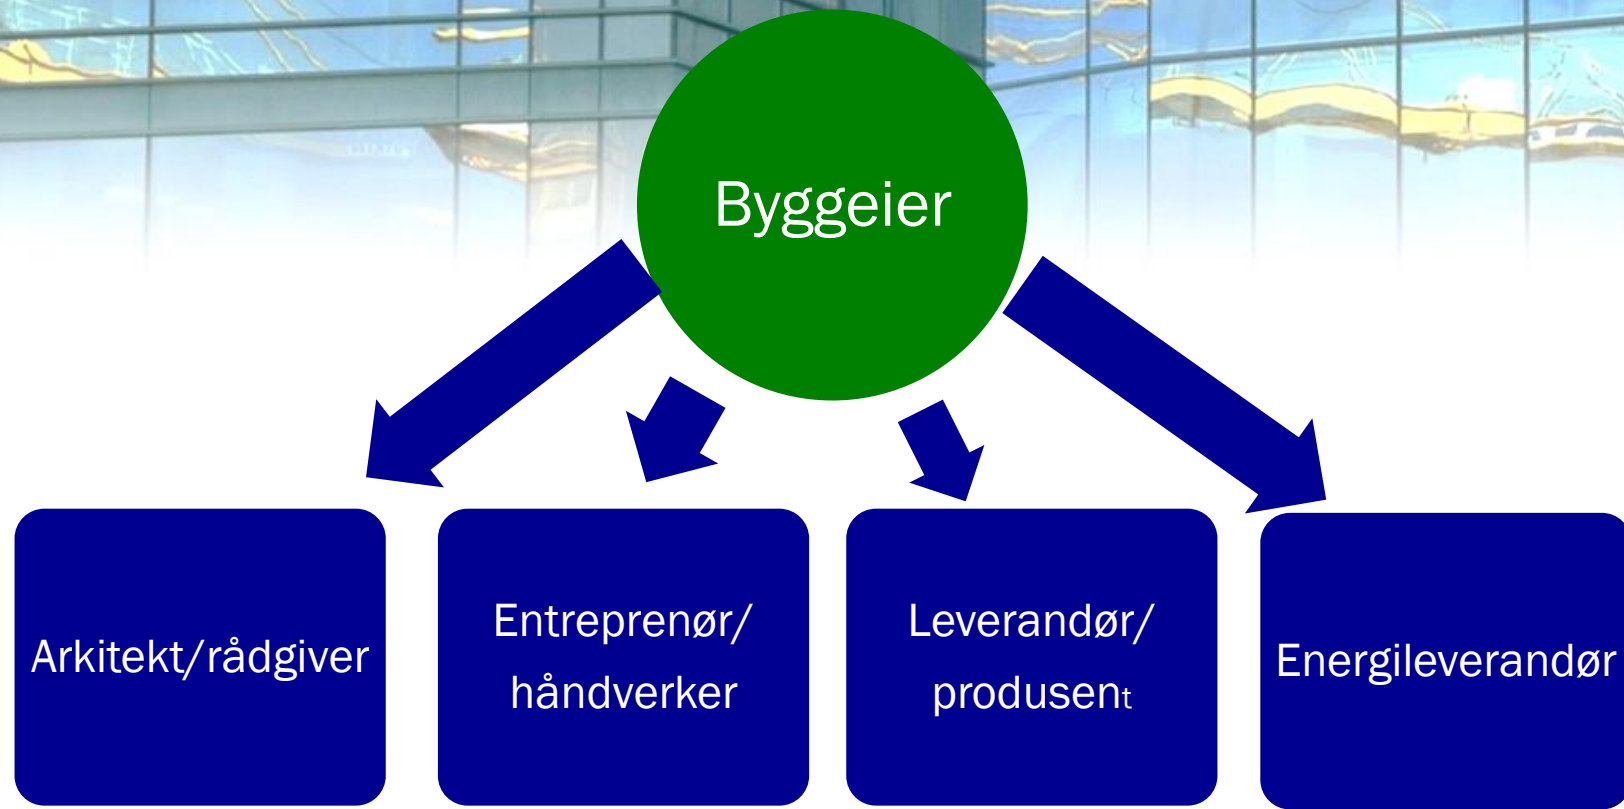 Byggeier
Arkitekt/rådgiver
Entreprenør/
håndverker
Leverandør/
produsent
Energileverandør